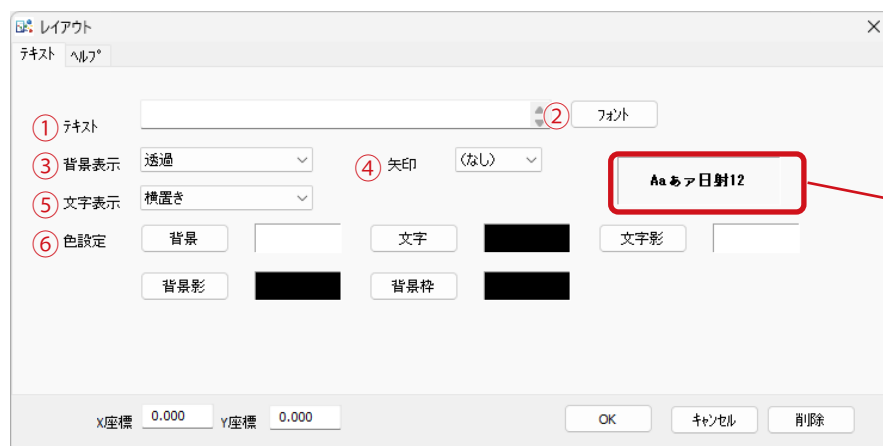 レイアウト
テキスト ヘルプ
① テキスト ② フォント
③ 背景表示 透過 ④ 矢印 (なし)
Aaあァ日射12
⑤ 文字表示 横置き
⑥ 色設定 背景 文字 文字影
背景影 背景枠
X座標 0.000 Y座標 0.000 OK キャンセル 削除